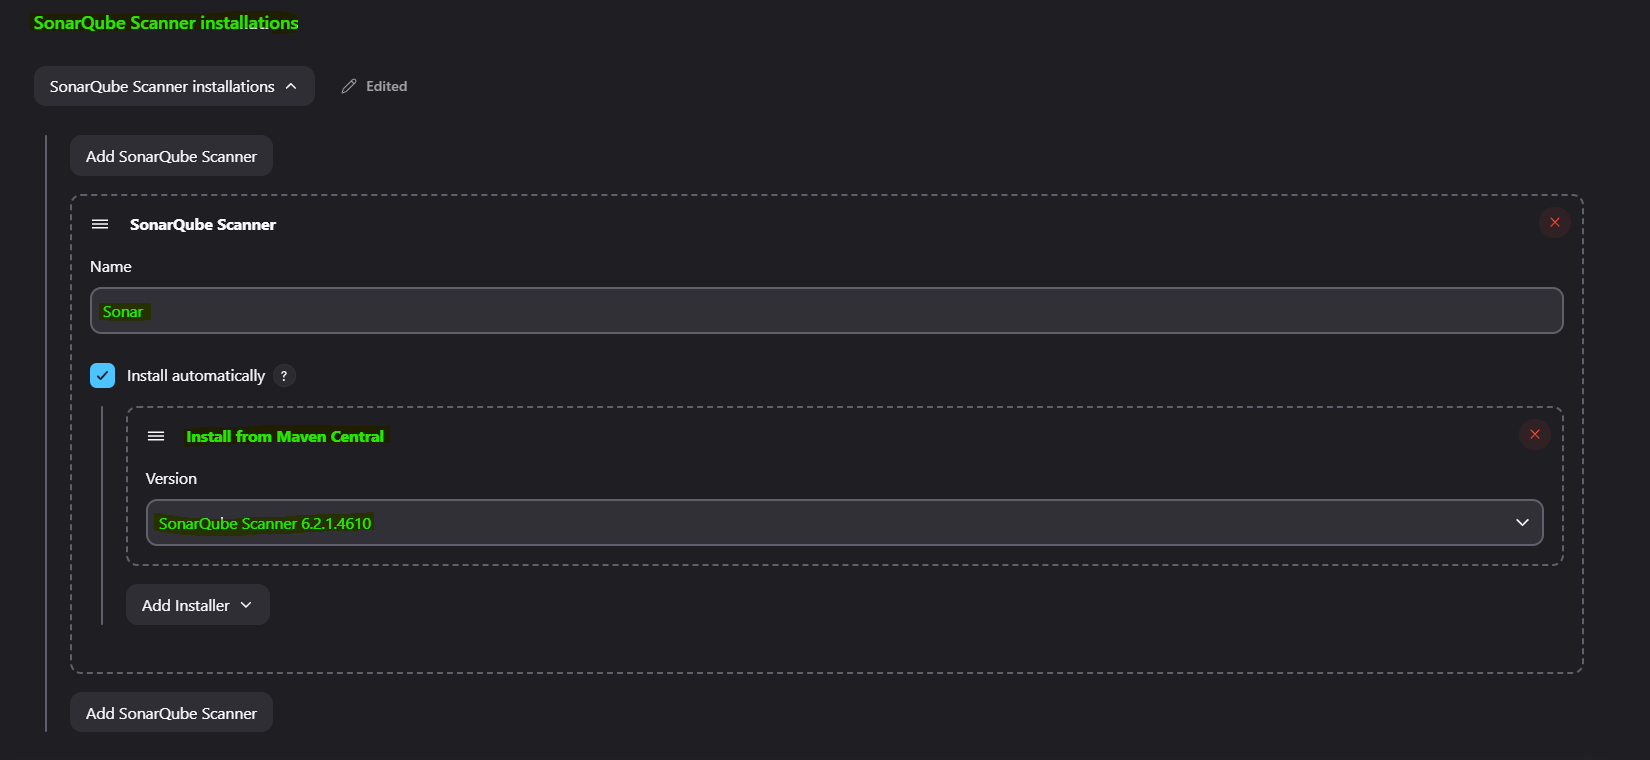 SonarQube Scanner installations
SonarQube Scanner installations
Edited
Add SonarQube Scanner
SonarQube Scanner
Name
Sonar
Install automatically ?
Install from Maven Central
Version
SonarQube Scanner 6.2.1.4610
Add Installer
Add SonarQube Scanner